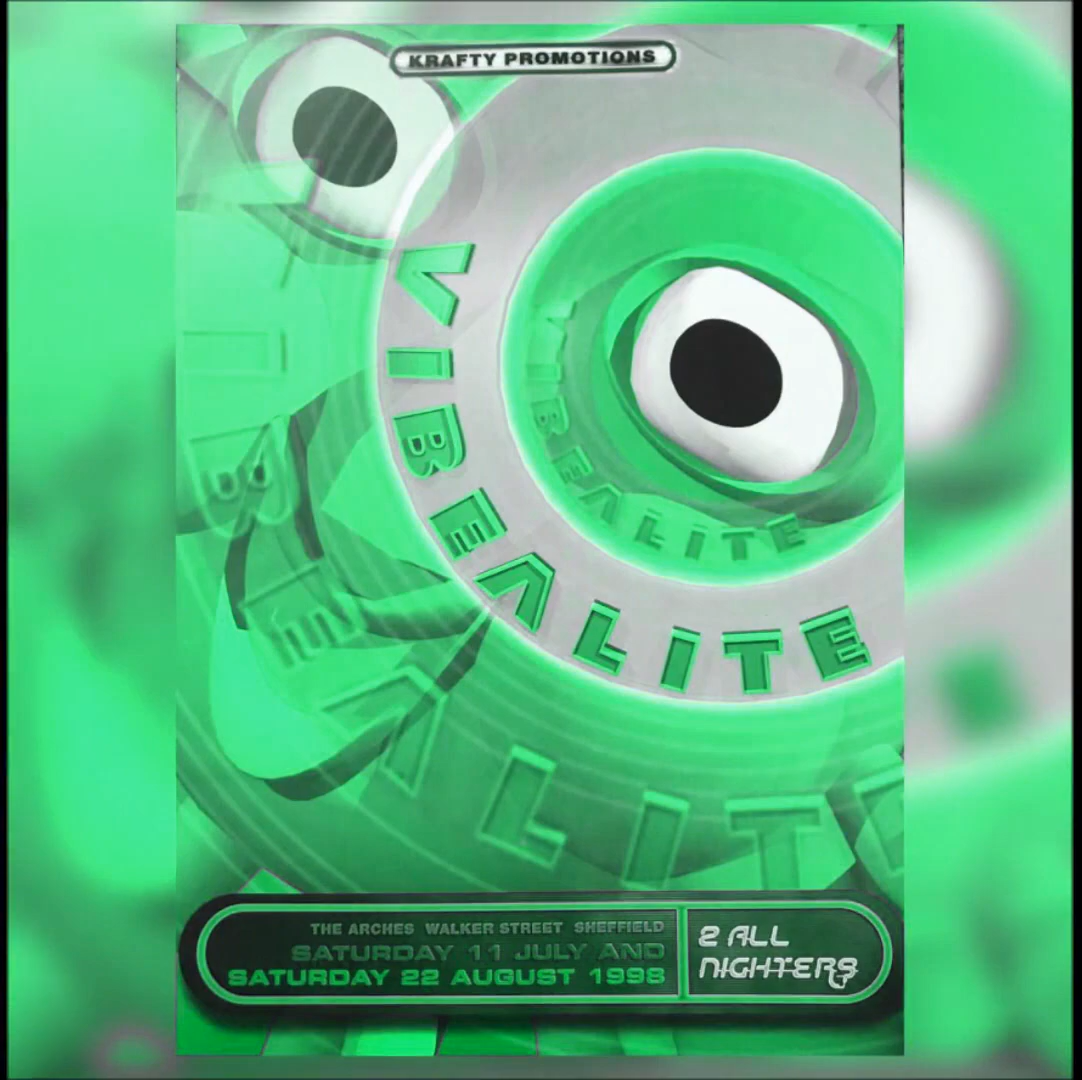 KRAFTY PROMOTIONS
VIBEALITE
VIBEALITE
VIBEALITE
THE ARCHES WALKER STREET SHEFFIELD
SATURDAY 11 JULY AND
SATURDAY 22 AUGUST 1998
2 ALL
NIGHTERS